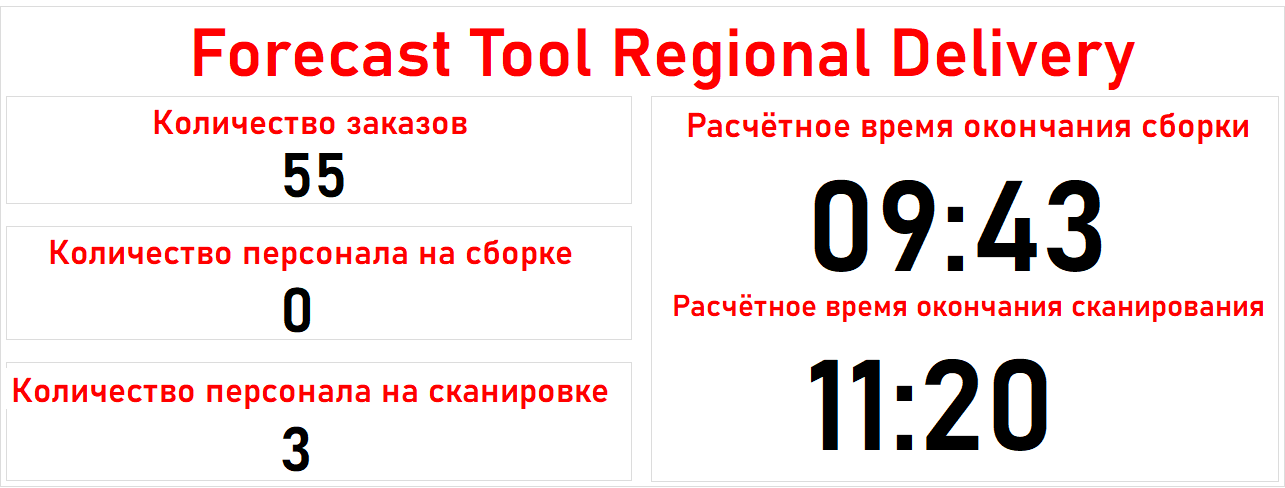 Forecast Tool Regional Delivery
Количество заказов
55
Количество персонала на сборке
0
Количество персонала на сканировке
3
Расчётное время окончания сборки
09:43
Расчётное время окончания сканирования
11:20